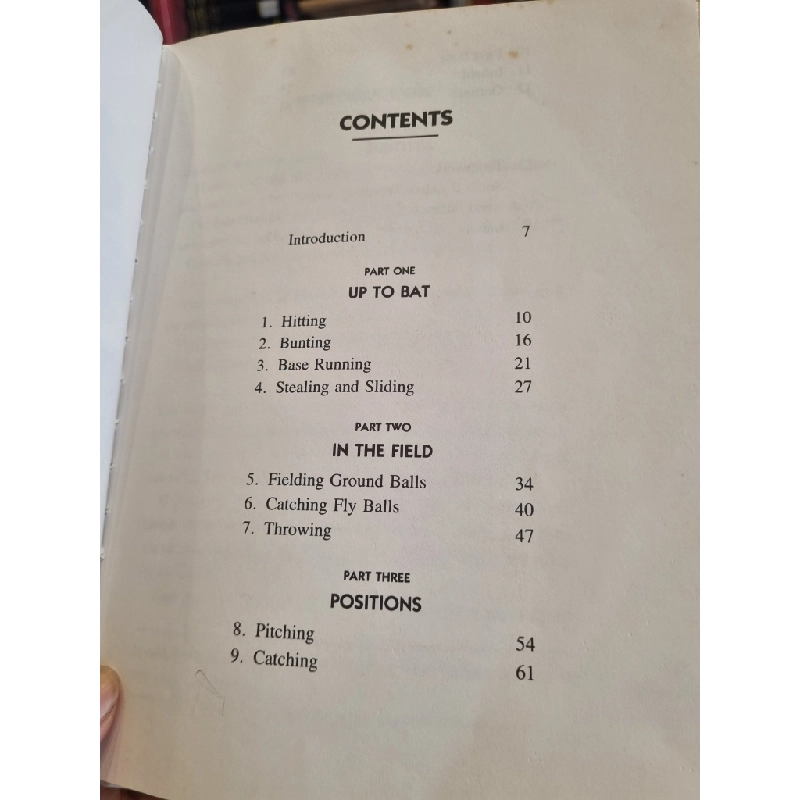 CONTENTS
Introduction 7
PART ONE
UP TO BAT
1. Hitting 10
2. Bunting 16
3. Base Running 21
4. Stealing and Sliding 27
PART TWO
IN THE FIELD
5. Fielding Ground Balls 34
6. Catching Fly Balls 40
7. Throwing 47
PART THREE
POSITIONS
8. Pitching 54
9. Catching 61